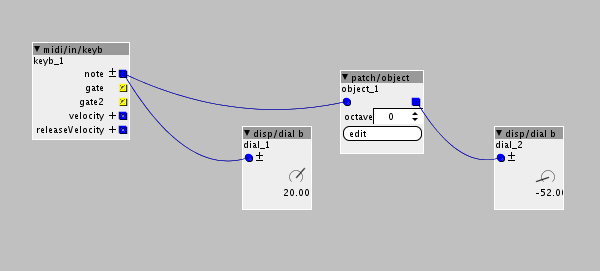 midi/in/keyb
keyb_1
note ±
gate
gate2
velocity +
releaseVelocity +
disp/dial b
dial_1
±
20.00
patch/object
object_1
octave 0
edit
disp/dial b
dial_2
±
-52.00